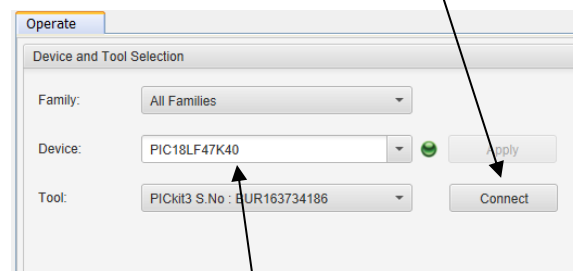 Operate
Device and Tool Selection
Family: All Families
Device: PIC18LF47K40 Apply
Tool: PICkit3 S.No : BUR163734186 Connect